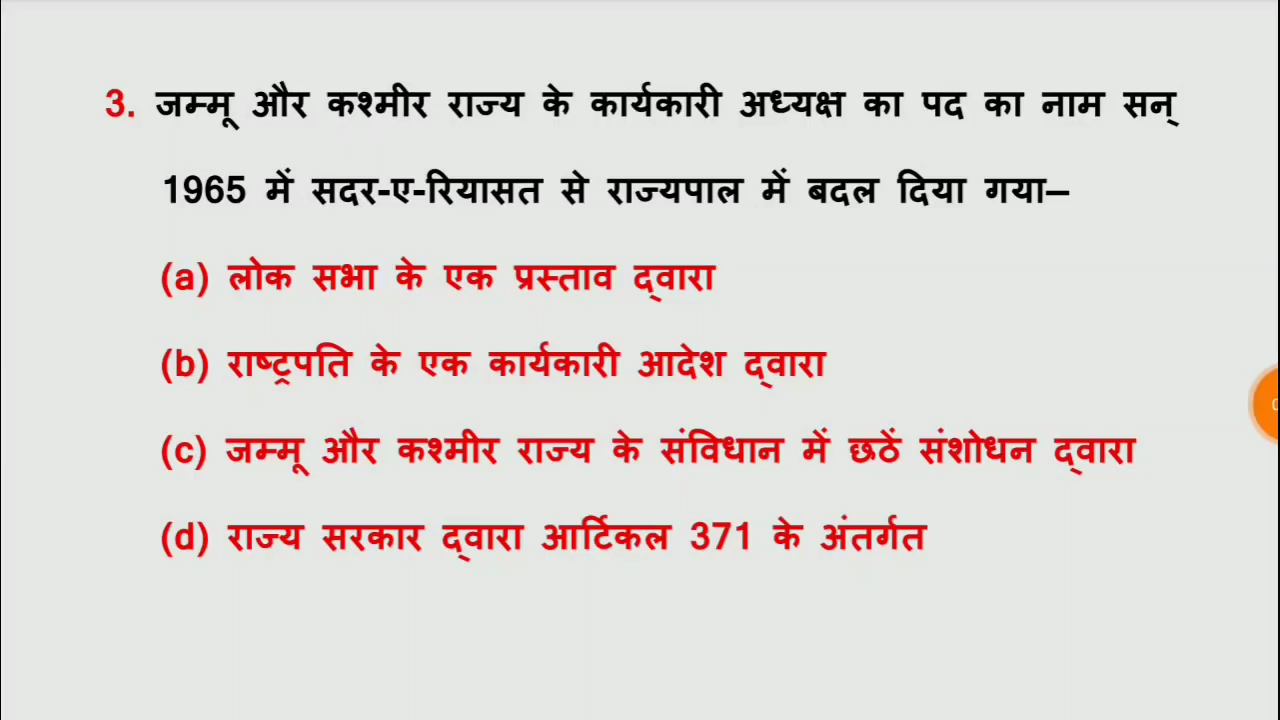 3. जम्मू और कश्मीर राज्य के कार्यकारी अध्यक्ष का पद का नाम सन्
1965 में सदर-ए-रियासत से राज्यपाल में बदल दिया गया–
(a) लोक सभा के एक प्रस्ताव द्वारा
(b) राष्ट्रपति के एक कार्यकारी आदेश द्वारा
(c) जम्मू और कश्मीर राज्य के संविधान में छठें संशोधन द्वारा
(d) राज्य सरकार द्वारा आर्टिकल 371 के अंतर्गत